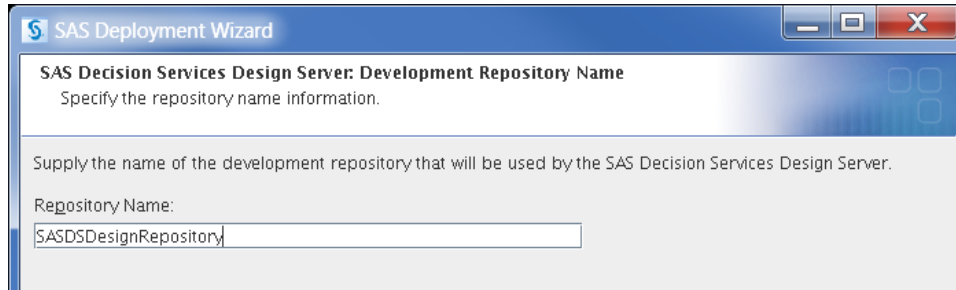 SAS Deployment Wizard
SAS Decision Services Design Server: Development Repository Name
Specify the repository name information.
Supply the name of the development repository that will be used by the SAS Decision Services Design Server.
Repository Name:
SASDSDesignRepository